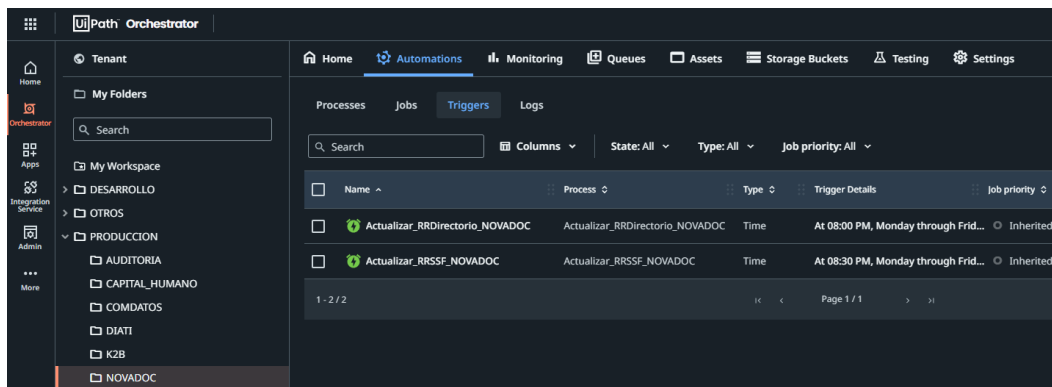 UiPath™ Orchestrator
Home
Orchestrator
Apps
Integration
Service
Admin
More
Tenant
My Folders
Search
My Workspace
DESARROLLO
OTROS
PRODUCCION
AUDITORIA
CAPITAL_HUMANO
COMDATOS
DIATI
K2B
NOVADOC
Home Automations Monitoring Queues Assets Storage Buckets Testing Settings
Processes Jobs Triggers Logs
Search Columns State: All Type: All Job priority: All
Name Process Type Trigger Details Job priority
Actualizar_RRDirectorio_NOVADOC Actualizar_RRDirectorio_NOVADOC Time At 08:00 PM, Monday through Frid... Inherited
Actualizar_RRSSF_NOVADOC Actualizar_RRSSF_NOVADOC Time At 08:30 PM, Monday through Frid... Inherited
1 - 2 / 2 Page 1 / 1